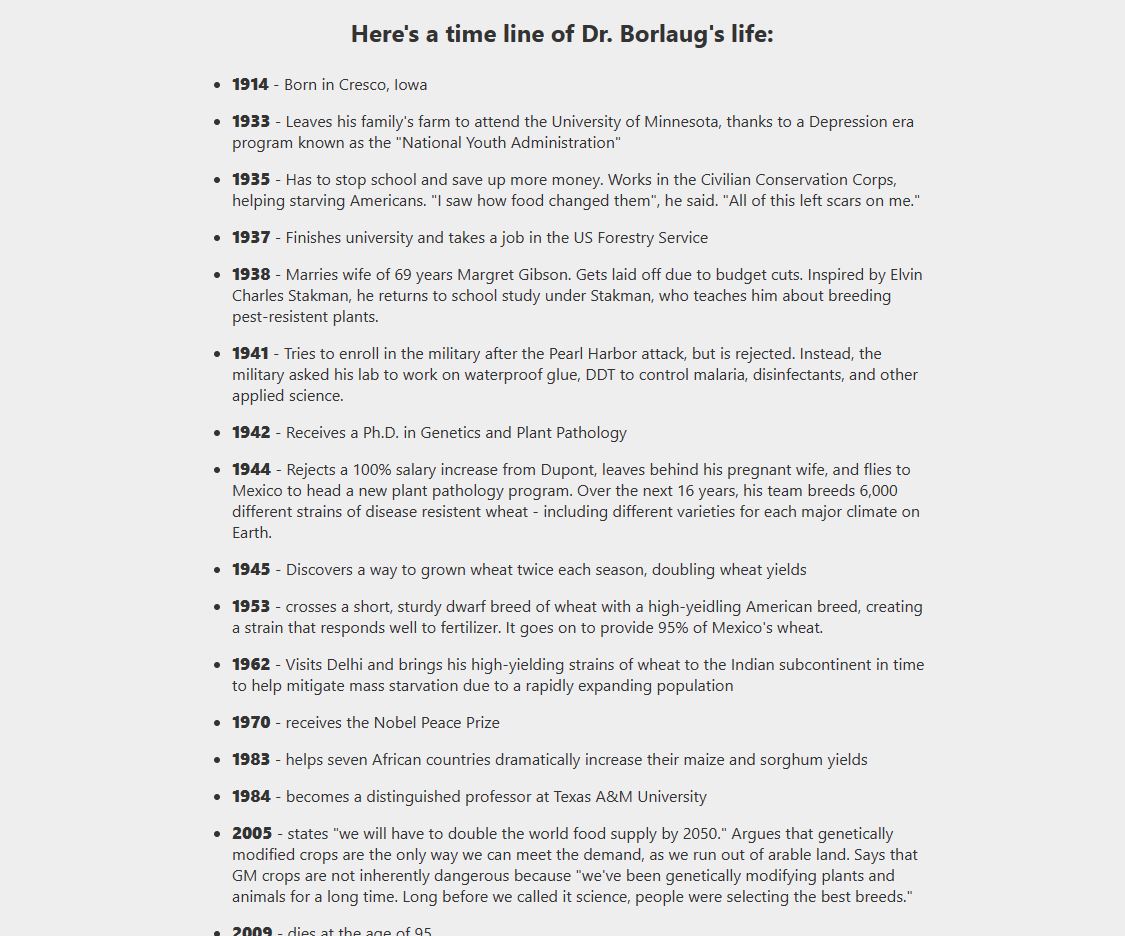 Here's a time line of Dr. Borlaug's life:
1914 - Born in Cresco, Iowa
1933 - Leaves his family's farm to attend the University of Minnesota, thanks to a Depression era
program known as the "National Youth Administration"
1935 - Has to stop school and save up more money. Works in the Civilian Conservation Corps,
helping starving Americans. "I saw how food changed them", he said. "All of this left scars on me."
1937 - Finishes university and takes a job in the US Forestry Service
1938 - Marries wife of 69 years Margret Gibson. Gets laid off due to budget cuts. Inspired by Elvin
Charles Stakman, he returns to school study under Stakman, who teaches him about breeding
pest-resistent plants.
1941 - Tries to enroll in the military after the Pearl Harbor attack, but is rejected. Instead, the
military asked his lab to work on waterproof glue, DDT to control malaria, disinfectants, and other
applied science.
1942 - Receives a Ph.D. in Genetics and Plant Pathology
1944 - Rejects a 100% salary increase from Dupont, leaves behind his pregnant wife, and flies to
Mexico to head a new plant pathology program. Over the next 16 years, his team breeds 6,000
different strains of disease resistent wheat - including different varieties for each major climate on
Earth.
1945 - Discovers a way to grown wheat twice each season, doubling wheat yields
1953 - crosses a short, sturdy dwarf breed of wheat with a high-yeidling American breed, creating
a strain that responds well to fertilizer. It goes on to provide 95% of Mexico's wheat.
1962 - Visits Delhi and brings his high-yielding strains of wheat to the Indian subcontinent in time
to help mitigate mass starvation due to a rapidly expanding population
1970 - receives the Nobel Peace Prize
1983 - helps seven African countries dramatically increase their maize and sorghum yields
1984 - becomes a distinguished professor at Texas A&M University
2005 - states "we will have to double the world food supply by 2050." Argues that genetically
modified crops are the only way we can meet the demand, as we run out of arable land. Says that
GM crops are not inherently dangerous because "we've been genetically modifying plants and
animals for a long time. Long before we called it science, people were selecting the best breeds."
2009 - dies at the age of 95